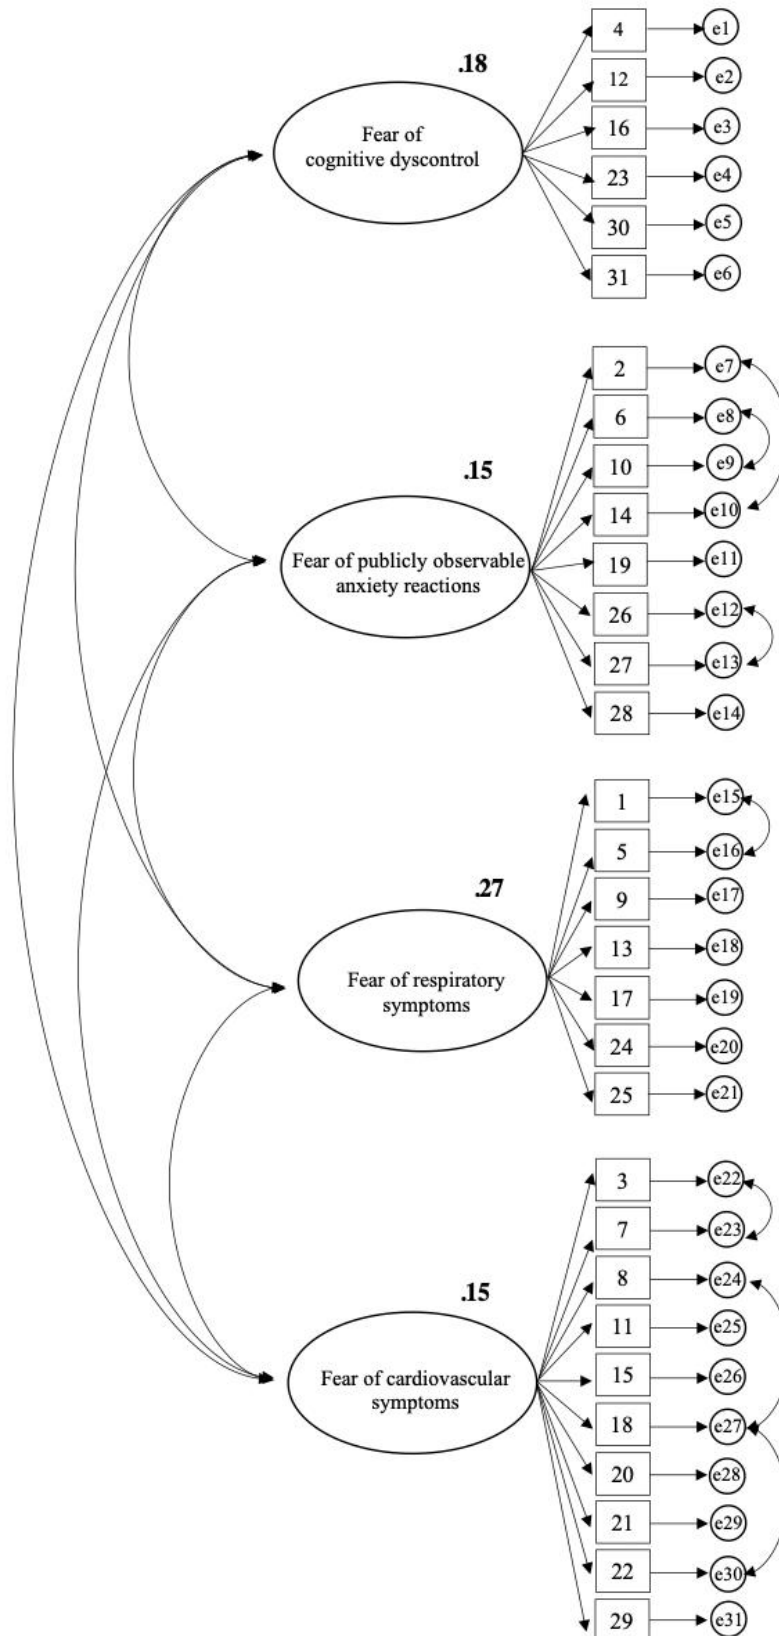 .18
Fear of
cognitive dyscontrol
4 e1
12 e2
16 e3
23 e4
30 e5
31 e6
.15
Fear of publicly observable
anxiety reactions
2 e7
6 e8
10 e9
14 e10
19 e11
26 e12
27 e13
28 e14
.27
Fear of respiratory
symptoms
1 e15
5 e16
9 e17
13 e18
17 e19
24 e20
25 e21
.15
Fear of cardiovascular
symptoms
3 e22
7 e23
8 e24
11 e25
15 e26
18 e27
20 e28
21 e29
22 e30
29 e31